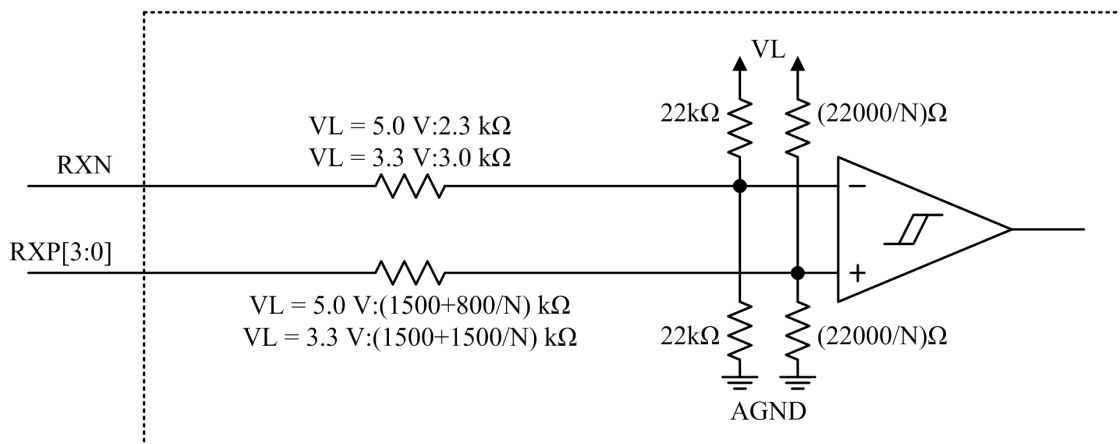 VL
22kΩ
(22000/N)Ω
VL = 5.0 V:2.3 kΩ
VL = 3.3 V:3.0 kΩ
RXN
−
RXP[3:0]
+
VL = 5.0 V:(1500+800/N) kΩ
VL = 3.3 V:(1500+1500/N) kΩ
22kΩ
(22000/N)Ω
AGND